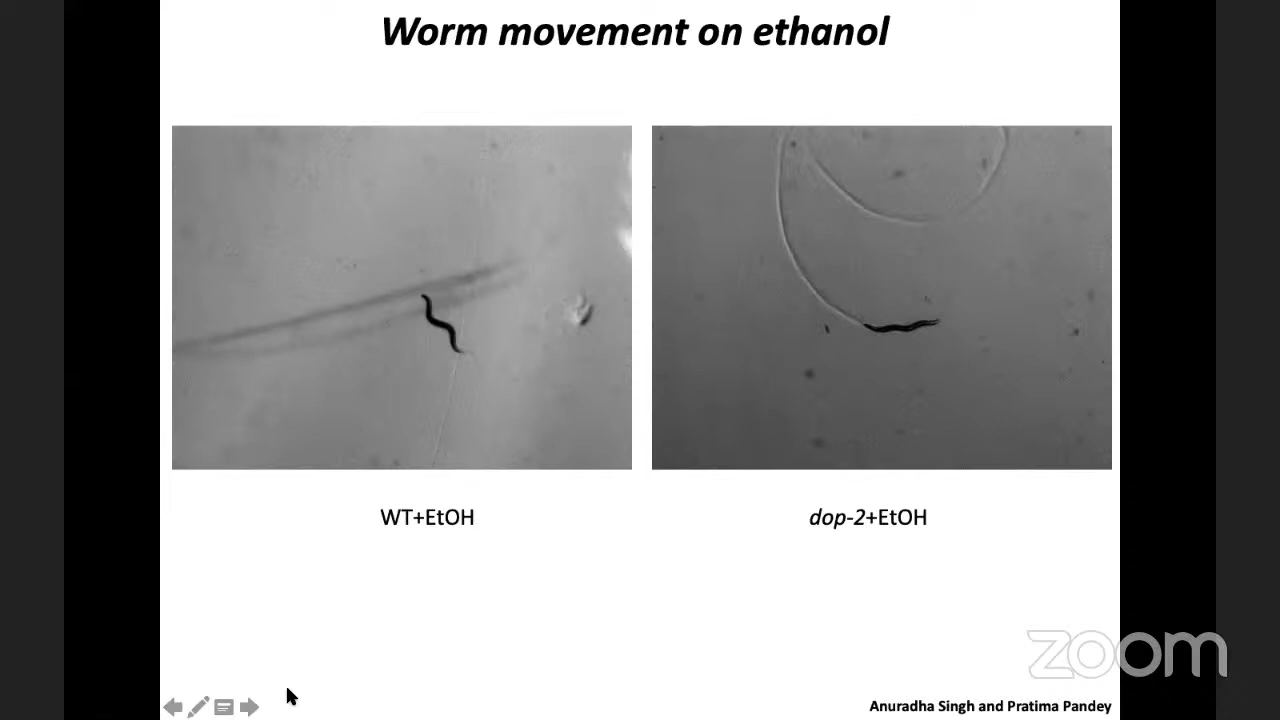 Worm movement on ethanol
WT+EtOH
dop-2+EtOH
zoom
Anuradha Singh and Pratima Pandey